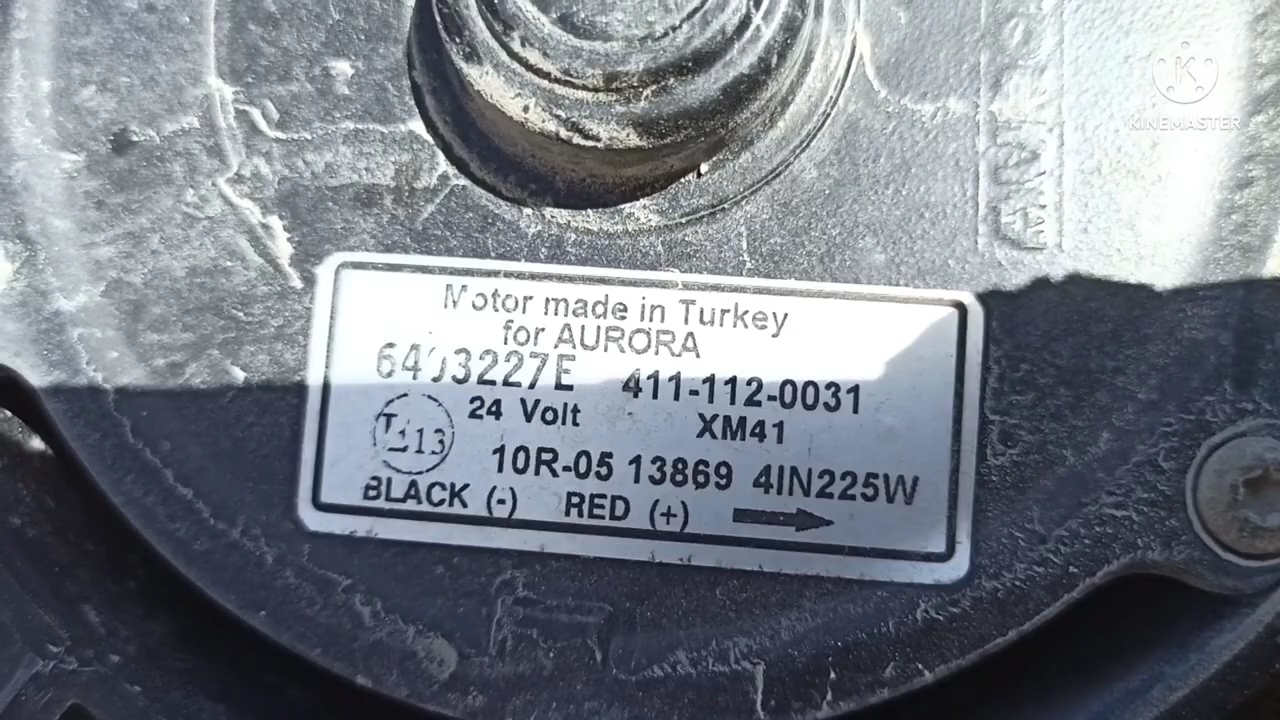 KINEMASTER
Motor made in Turkey
for AURORA
411-112-0031
24 Volt XM41
10R-05 13869 4IN225W
BLACK (-) RED (+)